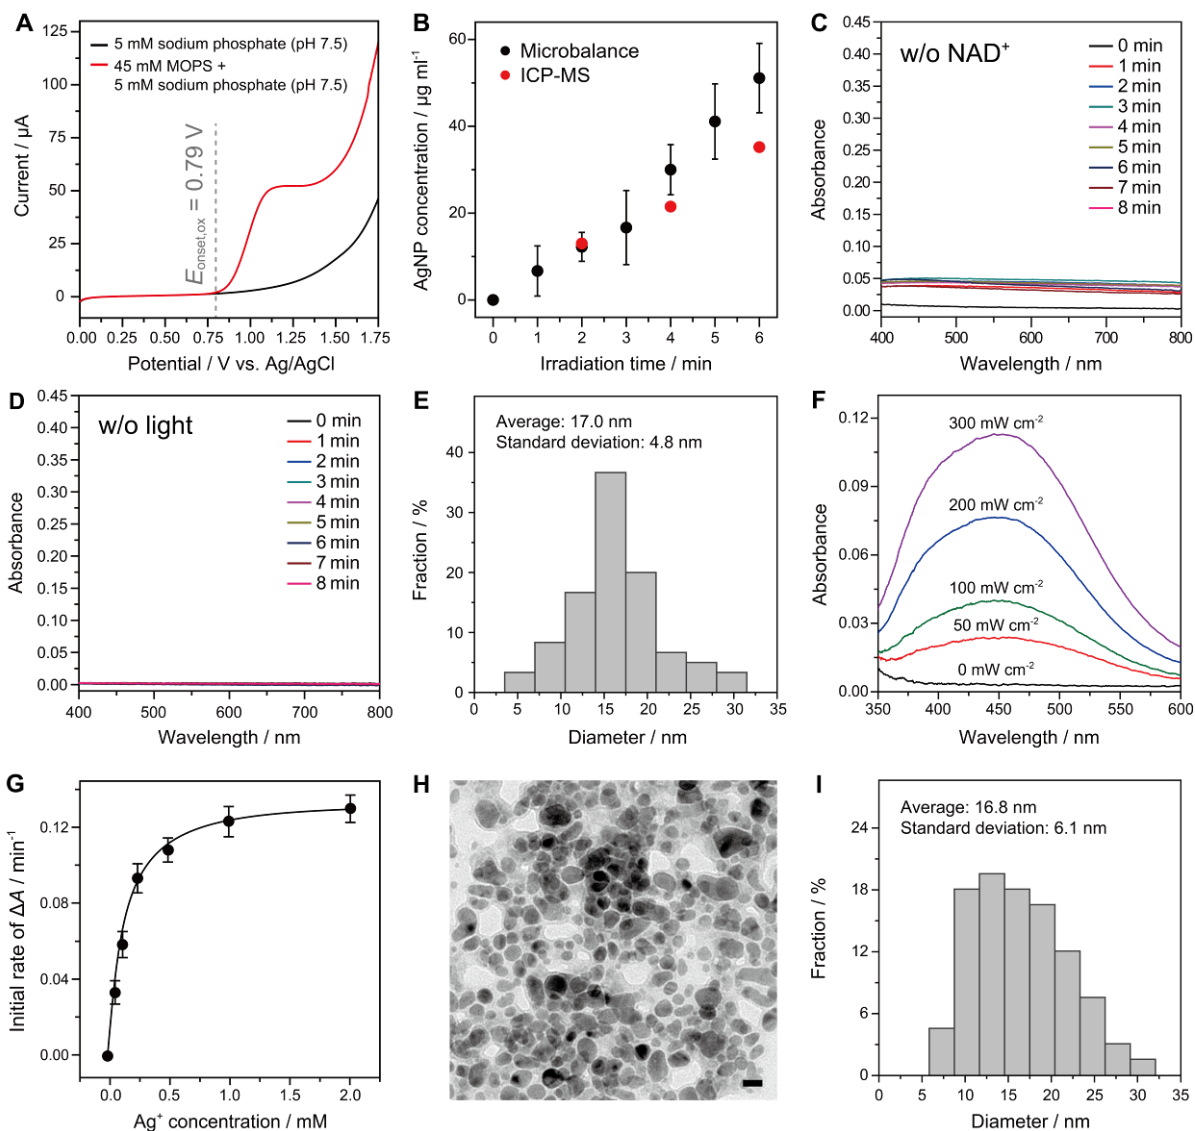 A
125
100
75
50
25
0
Current / µA
5 mM sodium phosphate (pH 7.5)
45 mM MOPS +
5 mM sodium phosphate (pH 7.5)
Eonset,ox = 0.79 V
0.00 0.25 0.50 0.75 1.00 1.25 1.50 1.75
Potential / V vs. Ag/AgCl
B
60
40
20
0
AgNP concentration / µg ml-1
Microbalance
ICP-MS
0 1 2 3 4 5 6
Irradiation time / min
C
0.45
0.40
0.35
0.30
0.25
0.20
0.15
0.10
0.05
0.00
Absorbance
w/o NAD+
0 min
1 min
2 min
3 min
4 min
5 min
6 min
7 min
8 min
400 500 600 700 800
Wavelength / nm
D
0.45
0.40
0.35
0.30
0.25
0.20
0.15
0.10
0.05
0.00
Absorbance
w/o light
0 min
1 min
2 min
3 min
4 min
5 min
6 min
7 min
8 min
400 500 600 700 800
Wavelength / nm
E
40
30
20
10
0
Fraction / %
Average: 17.0 nm
Standard deviation: 4.8 nm
0 5 10 15 20 25 30 35
Diameter / nm
F
0.12
0.09
0.06
0.03
0.00
Absorbance
300 mW cm-2
200 mW cm-2
100 mW cm-2
50 mW cm-2
0 mW cm-2
350 400 450 500 550 600
Wavelength / nm
G
0.12
0.08
0.04
0.00
Initial rate of ΔA / min-1
0.0 0.5 1.0 1.5 2.0
Ag+ concentration / mM
H
I
24
18
12
6
0
Fraction / %
Average: 16.8 nm
Standard deviation: 6.1 nm
0 5 10 15 20 25 30 35
Diameter / nm